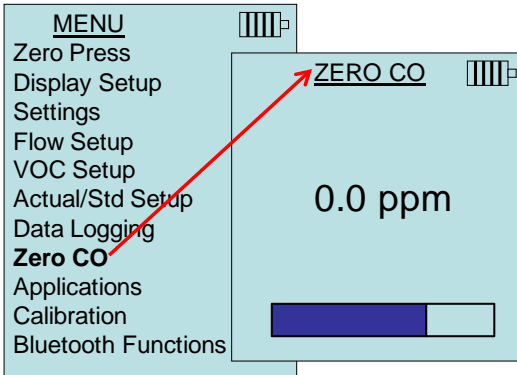 MENU
Zero Press
Display Setup
Settings
Flow Setup
VOC Setup
Actual/Std Setup
Data Logging
Zero CO
Applications
Calibration
Bluetooth Functions
ZERO CO
0.0 ppm